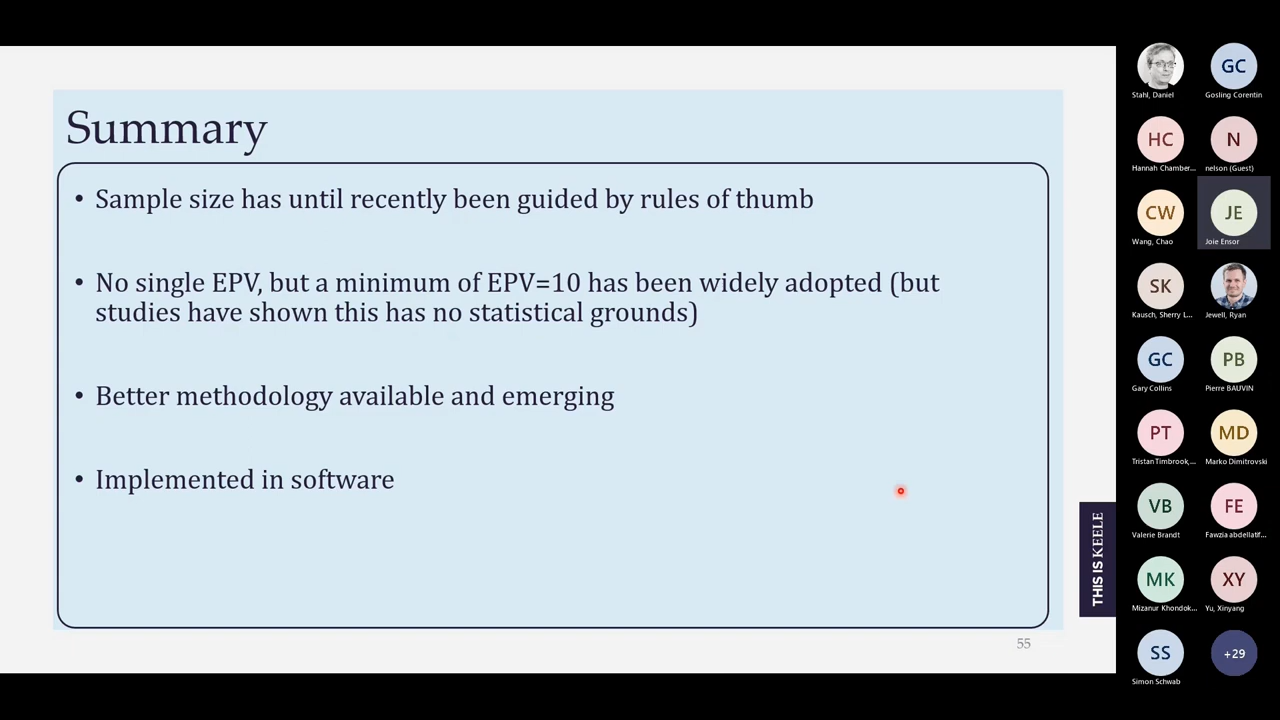 Summary
• Sample size has until recently been guided by rules of thumb
• No single EPV, but a minimum of EPV=10 has been widely adopted (but
studies have shown this has no statistical grounds)
• Better methodology available and emerging
• Implemented in software
THIS IS KEELE
55
Stahl, Daniel
GC
Gosling Corentin
HC
Hannah Chamber...
N
nelson (Guest)
CW
Wang, Chao
JE
Joie Ensor
SK
Kausch, Sherry L...
Jewell, Ryan
GC
Gary Collins
PB
Pierre BAUVIN
PT
Tristan Timbrook,...
MD
Marko Dimitrovski
VB
Valerie Brandt
FE
Fawzia abdellatif...
MK
Mizanur Khondok...
XY
Yu, Xinyang
SS
Simon Schwab
+29